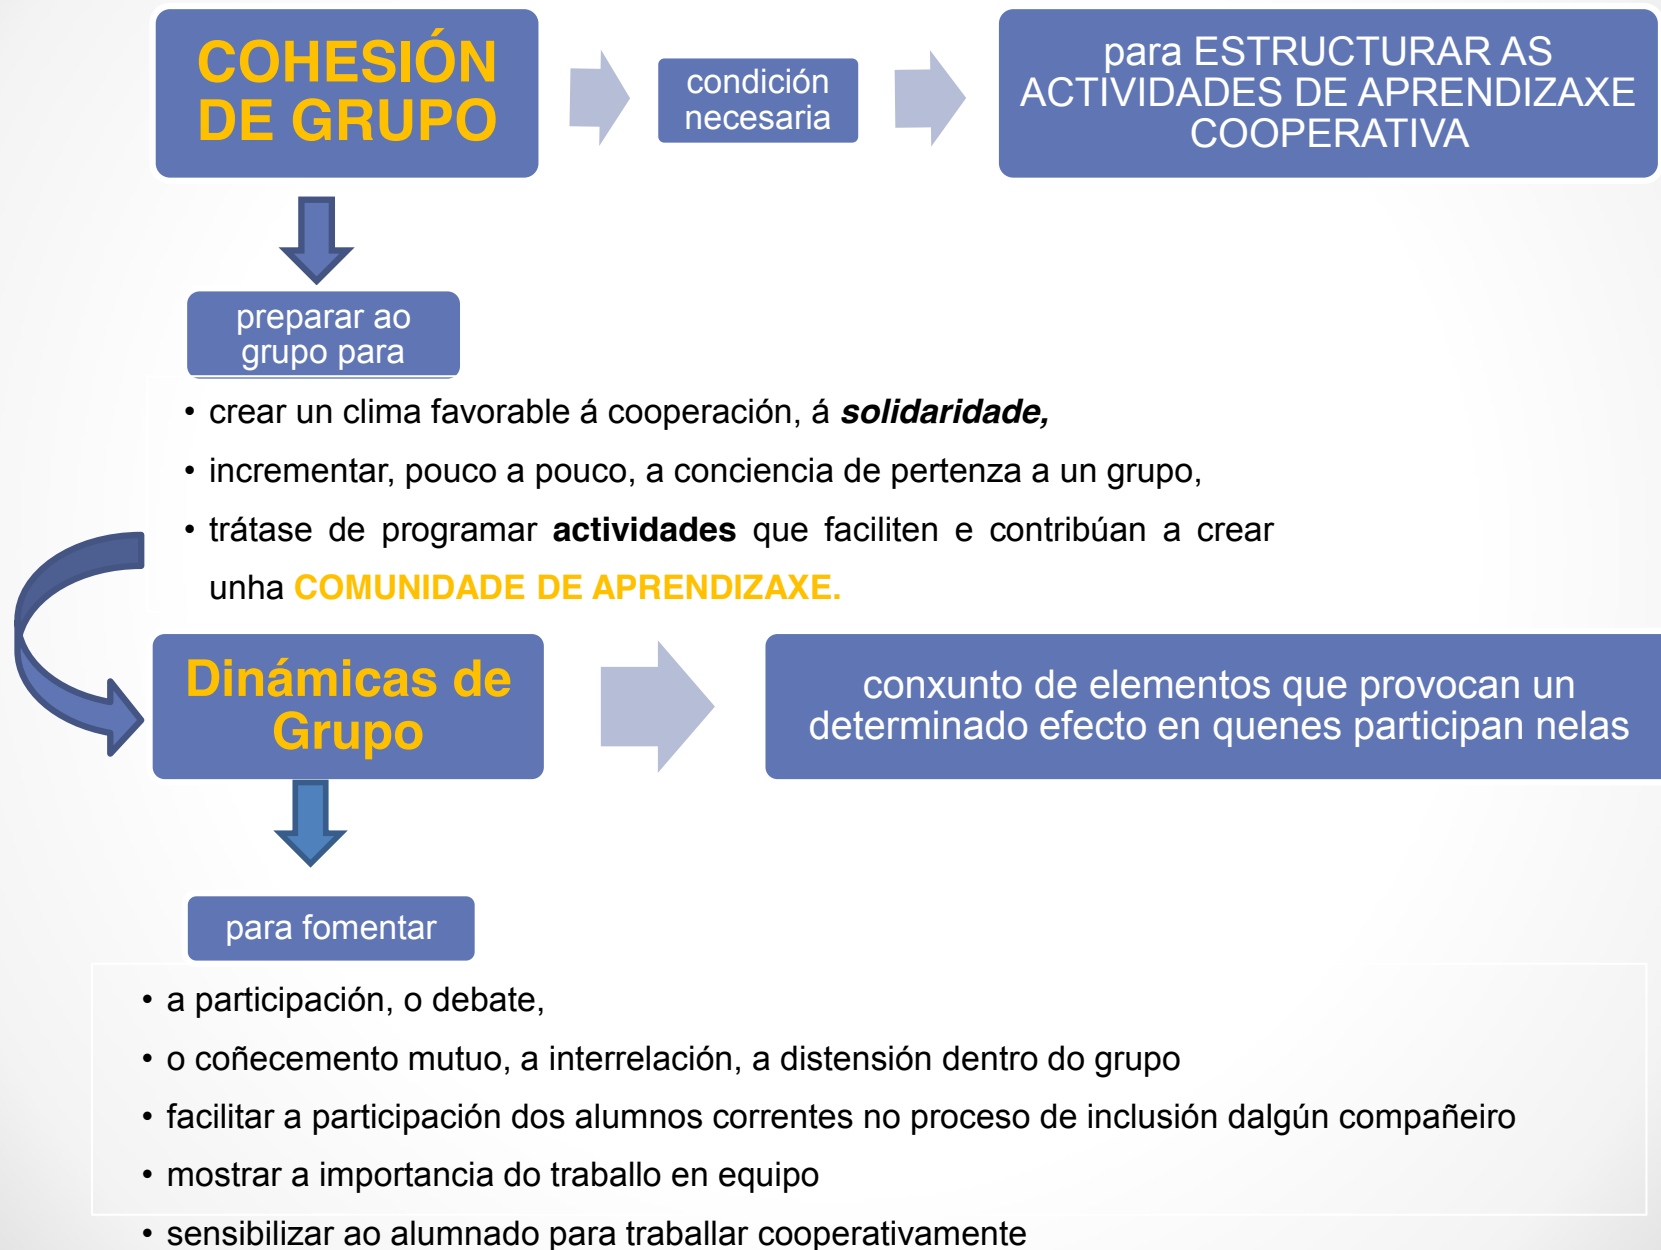 COHESIÓN
DE GRUPO
condición
necesaria
para ESTRUCTURAR AS
ACTIVIDADES DE APRENDIZAXE
COOPERATIVA
preparar ao
grupo para
• crear un clima favorable á cooperación, á solidaridade,
• incrementar, pouco a pouco, a conciencia de pertenza a un grupo,
• trátase de programar actividades que faciliten e contribúan a crear
unha COMUNIDADE DE APRENDIZAXE.
Dinámicas de
Grupo
conxunto de elementos que provocan un
determinado efecto en quenes participan nelas
para fomentar
• a participación, o debate,
• o coñecemento mutuo, a interrelación, a distensión dentro do grupo
• facilitar a participación dos alumnos correntes no proceso de inclusión dalgún compañeiro
• mostrar a importancia do traballo en equipo
• sensibilizar ao alumnado para traballar cooperativamente